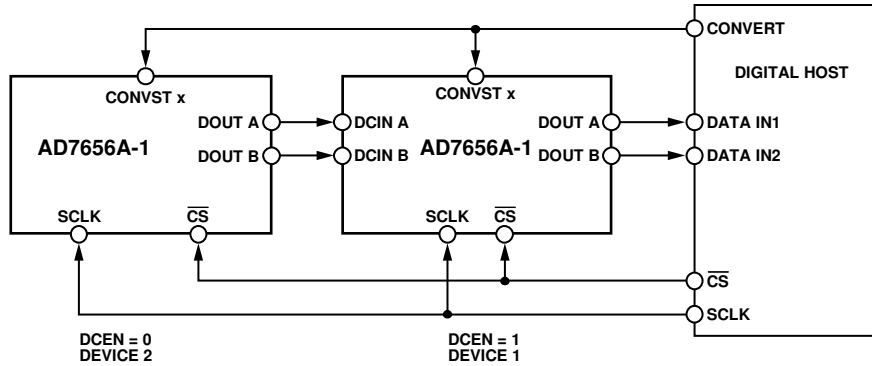 CONVERT
DIGITAL HOST
CONVST x
CONVST x
DOUT A
DCIN A
DOUT A
DATA IN1
AD7656A-1
AD7656A-1
DOUT B
DCIN B
DOUT B
DATA IN2
SCLK
CS
SCLK
CS
CS
SCLK
DCEN = 0
DEVICE 2
DCEN = 1
DEVICE 1